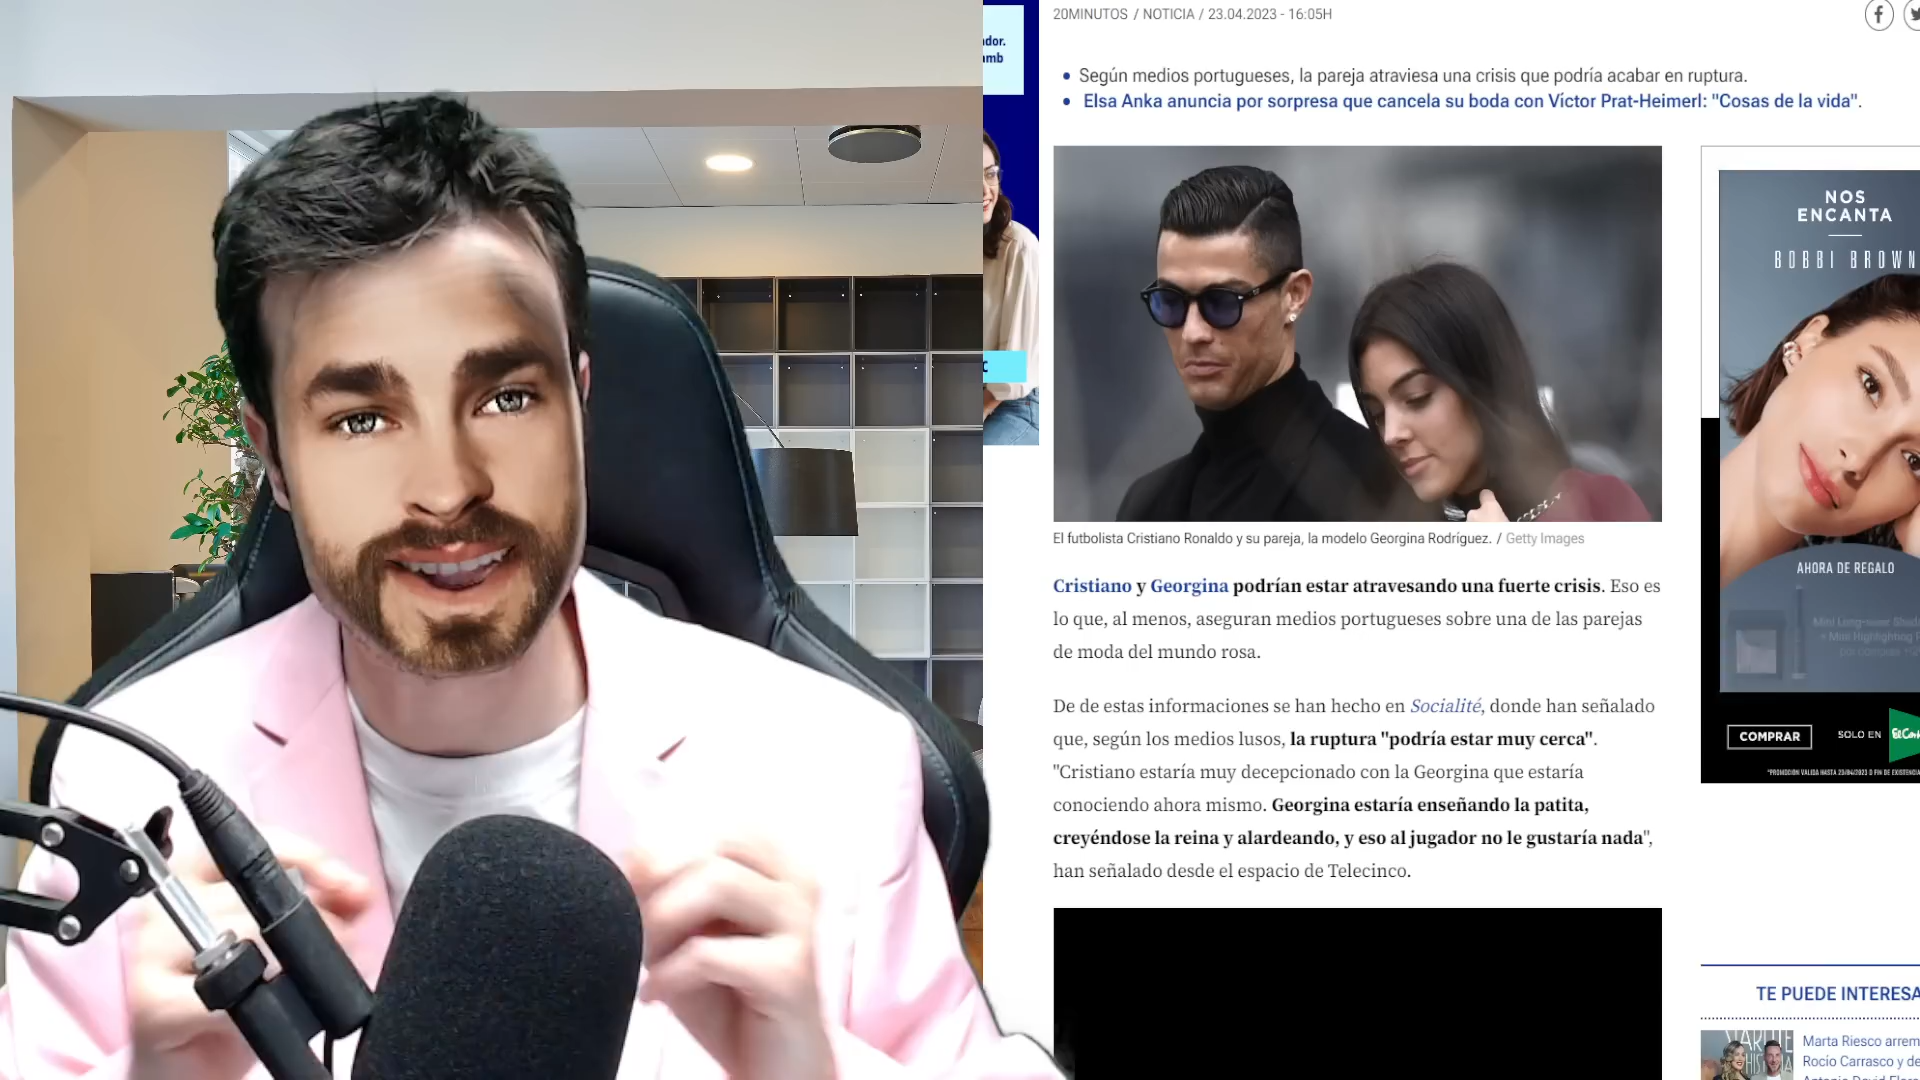 20MINUTOS / NOTICIA / 23.04.2023 - 16:05H
Según medios portugueses, la pareja atraviesa una crisis que podría acabar en ruptura.
Elsa Anka anuncia por sorpresa que cancela su boda con Víctor Prat-Heimerl: "Cosas de la vida".
El futbolista Cristiano Ronaldo y su pareja, la modelo Georgina Rodríguez. / Getty Images
Cristiano y Georgina podrían estar atravesando una fuerte crisis. Eso es
lo que, al menos, aseguran medios portugueses sobre una de las parejas
de moda del mundo rosa.
De de estas informaciones se han hecho en Socialité, donde han señalado
que, según los medios lusos, la ruptura "podría estar muy cerca".
"Cristiano estaría muy decepcionado con la Georgina que estaría
conociendo ahora mismo. Georgina estaría enseñando la patita,
creyéndose la reina y alardeando, y eso al jugador no le gustaría nada",
han señalado desde el espacio de Telecinco.
NOS
ENCANTA
BOBBI BROWN
AHORA DE REGALO
COMPRAR
SOLO EN
TE PUEDE INTERESA
Marta Riesco arrem
Rocío Carrasco y de